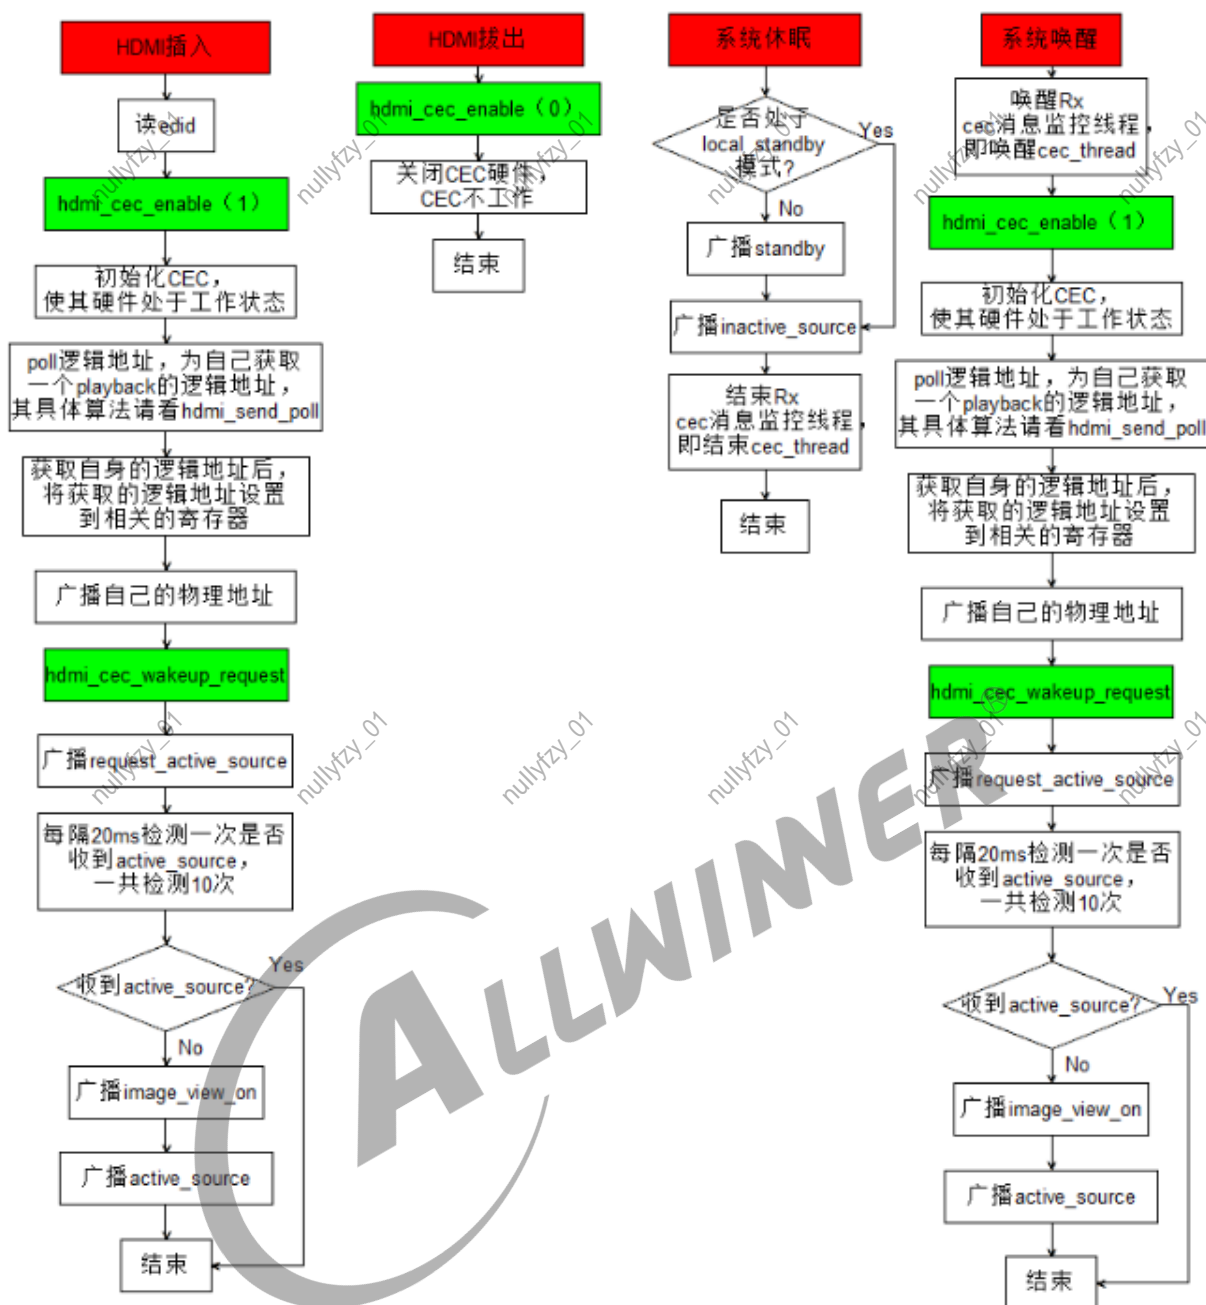 HDMI插入
读edid
hdmi_cec_enable（1）
初始化CEC，
使其硬件处于工作状态
poll逻辑地址，为自己获取
一个playback的逻辑地址，
其具体算法请看hdmi_send_poll
获取自身的逻辑地址后，
将获取的逻辑地址设置
到相关的寄存器
广播自己的物理地址
hdmi_cec_wakeup_request
广播request_active_source
每隔20ms检测一次是否
收到active_source，
一共检测10次
收到active_source?
Yes
No
广播image_view_on
广播active_source
结束
HDMI拔出
hdmi_cec_enable（0）
关闭CEC硬件，
CEC不工作
结束
系统休眠
是否处于
local_standby
模式?
Yes
No
广播standby
广播inactive_source
结束Rx
cec消息监控线程，
即结束cec_thread
结束
系统唤醒
唤醒Rx
cec消息监控线程，
即唤醒cec_thread
hdmi_cec_enable（1）
初始化CEC，
使其硬件处于工作状态
poll逻辑地址，为自己获取
一个playback的逻辑地址，
其具体算法请看hdmi_send_poll
获取自身的逻辑地址后，
将获取的逻辑地址设置
到相关的寄存器
广播自己的物理地址
hdmi_cec_wakeup_request
广播request_active_source
每隔20ms检测一次是否
收到active_source，
一共检测10次
收到active_source?
Yes
No
广播image_view_on
广播active_source
结束
nullyfzy_01
nullyfzy_01
nullyfzy_01
nullyfzy_01
nullyfzy_01
nullyfzy_01
nullyfzy_01
nullyfzy_01
nullyfzy_01
nullyfzy_01
nullyfzy_01
nullyfzy_01
ALLWINNER®